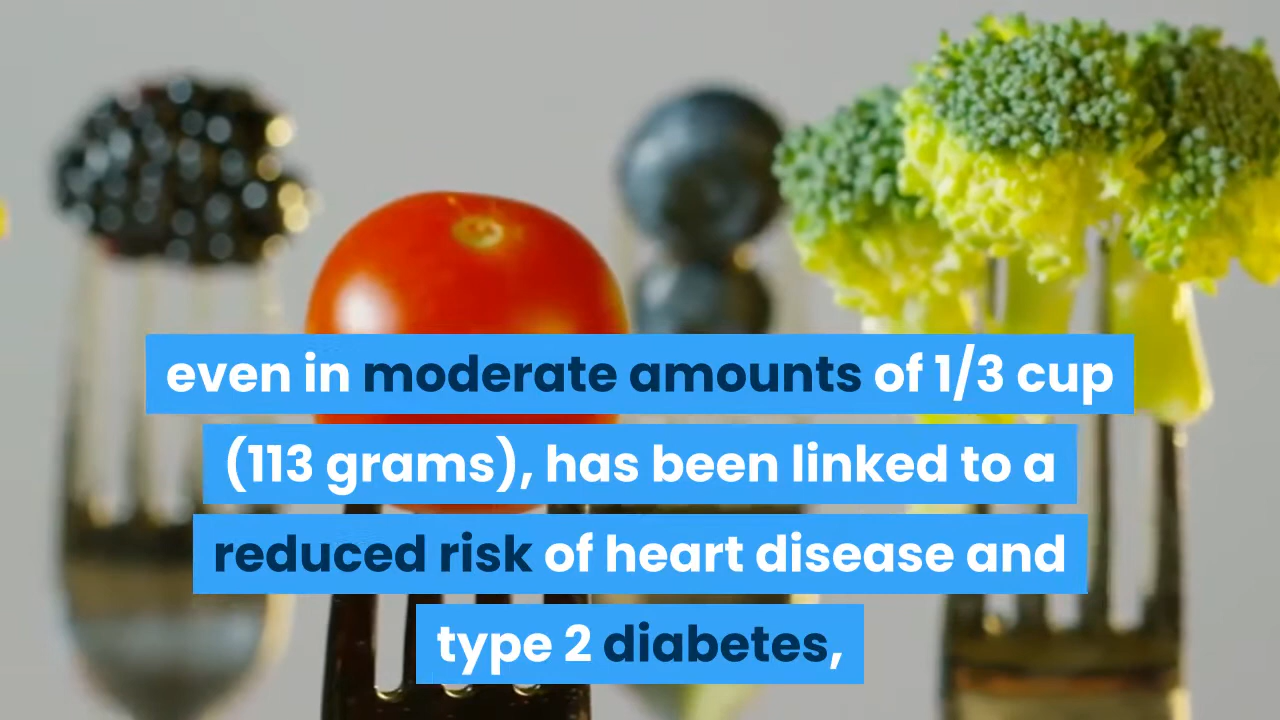 even in moderate amounts of 1/3 cup
(113 grams), has been linked to a
reduced risk of heart disease and
type 2 diabetes,